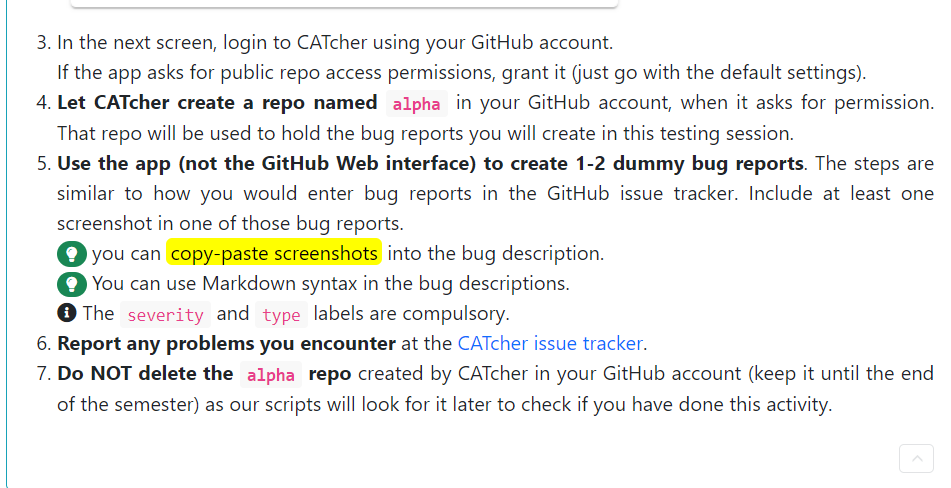 3. In the next screen, login to CATcher using your GitHub account.
If the app asks for public repo access permissions, grant it (just go with the default settings).
4. Let CATcher create a repo named alpha in your GitHub account, when it asks for permission.
That repo will be used to hold the bug reports you will create in this testing session.
5. Use the app (not the GitHub Web interface) to create 1-2 dummy bug reports. The steps are
similar to how you would enter bug reports in the GitHub issue tracker. Include at least one
screenshot in one of those bug reports.
you can copy-paste screenshots into the bug description.
You can use Markdown syntax in the bug descriptions.
The severity and type labels are compulsory.
6. Report any problems you encounter at the CATcher issue tracker.
7. Do NOT delete the alpha repo created by CATcher in your GitHub account (keep it until the end
of the semester) as our scripts will look for it later to check if you have done this activity.